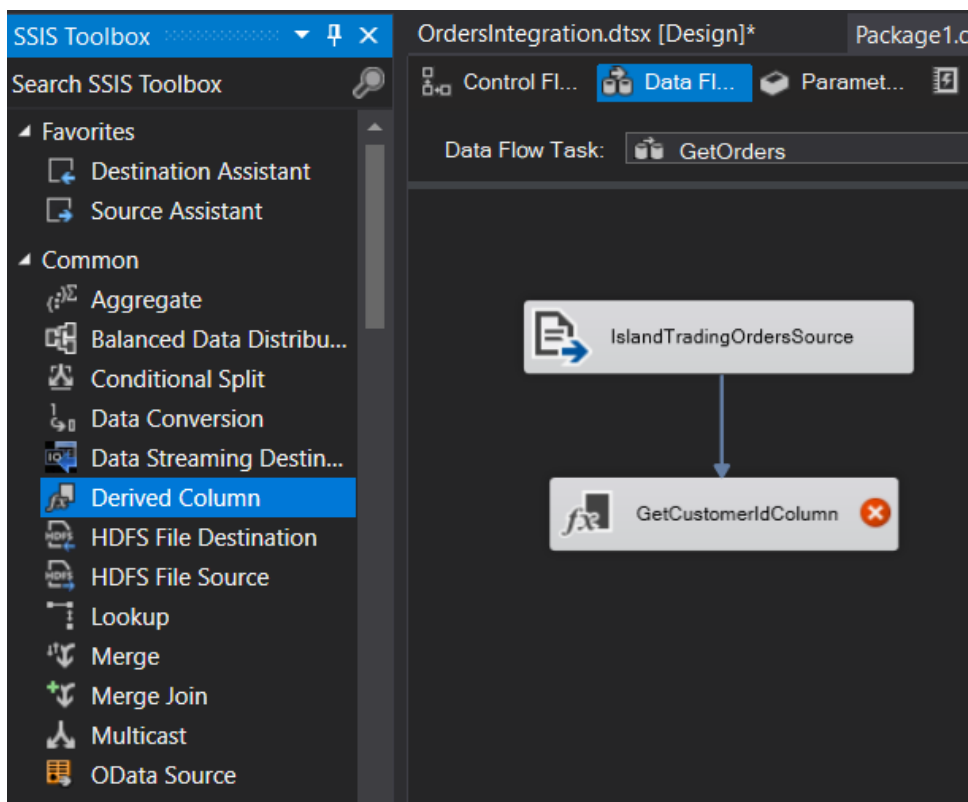 SSIS Toolbox
Search SSIS Toolbox
Favorites
Destination Assistant
Source Assistant
Common
Aggregate
Balanced Data Distribu...
Conditional Split
Data Conversion
Data Streaming Destin...
Derived Column
HDFS File Destination
HDFS File Source
Lookup
Merge
Merge Join
Multicast
OData Source
OrdersIntegration.dtsx [Design]* Package1.d
Control Fl... Data Fl... Paramet...
Data Flow Task: GetOrders
IslandTradingOrdersSource
GetCustomerIdColumn